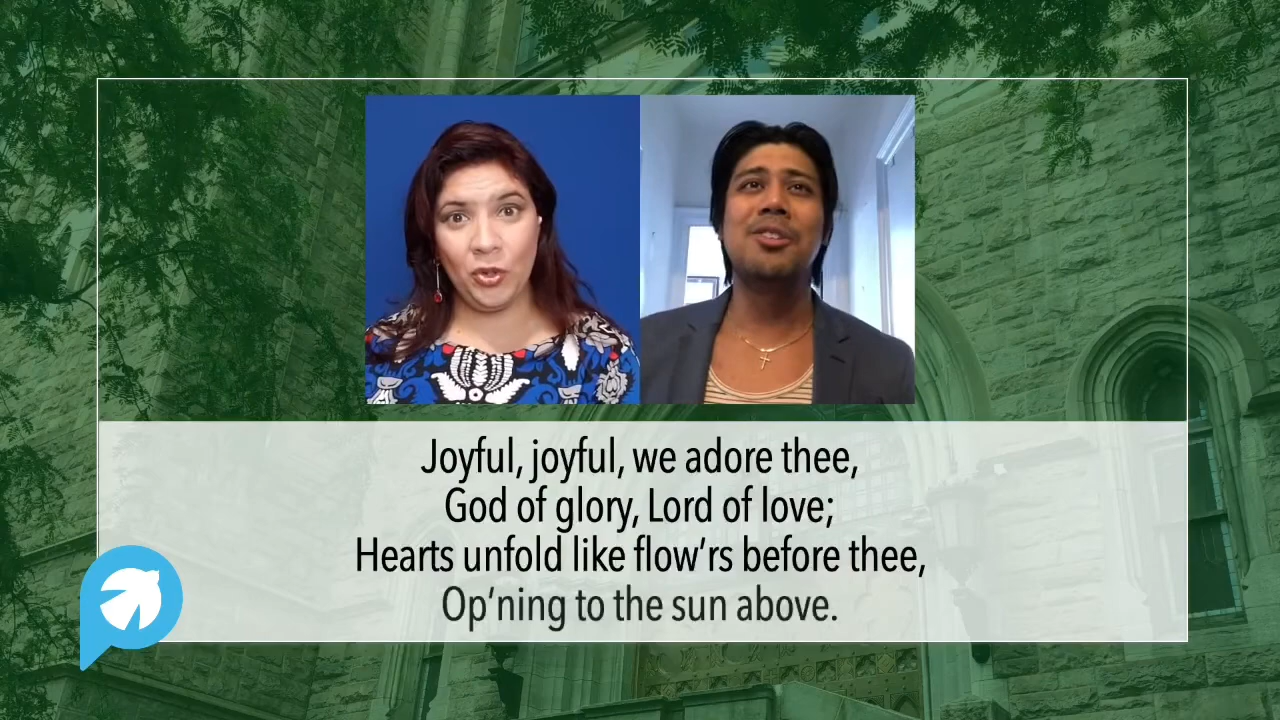 Joyful, joyful, we adore thee,
God of glory, Lord of love;
Hearts unfold like flow’rs before thee,
Op’ning to the sun above.